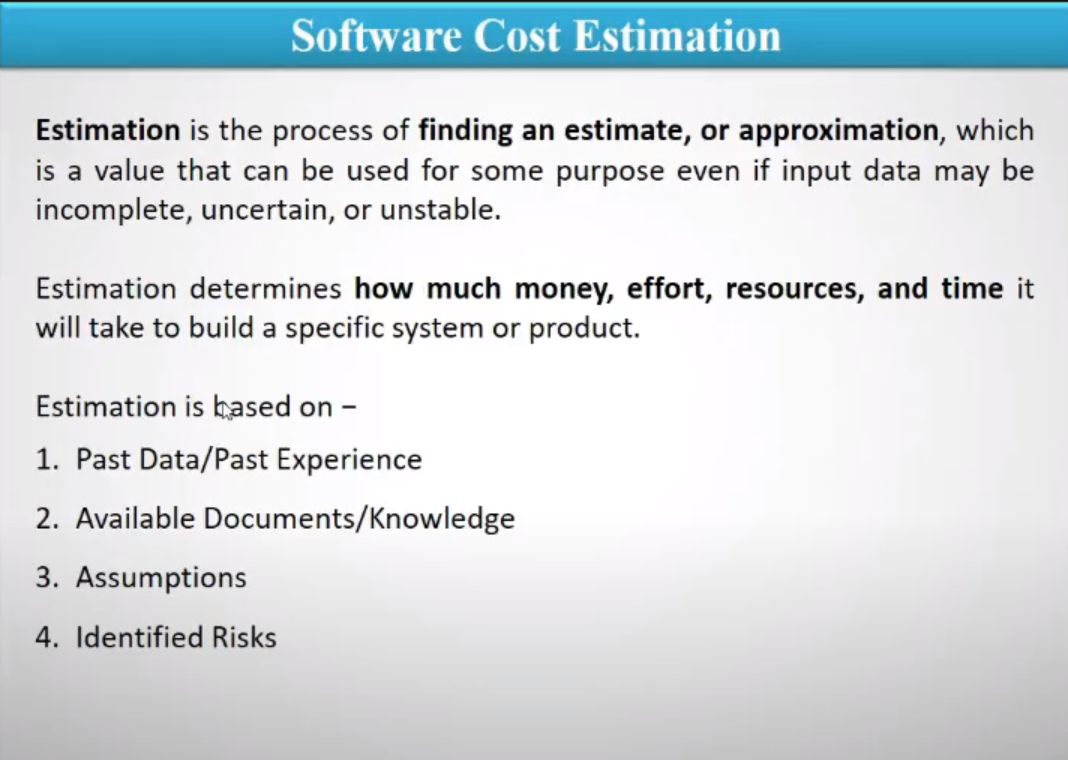 Software Cost Estimation
Estimation is the process of finding an estimate, or approximation, which
is a value that can be used for some purpose even if input data may be
incomplete, uncertain, or unstable.
Estimation determines how much money, effort, resources, and time it
will take to build a specific system or product.
Estimation is based on –
1. Past Data/Past Experience
2. Available Documents/Knowledge
3. Assumptions
4. Identified Risks